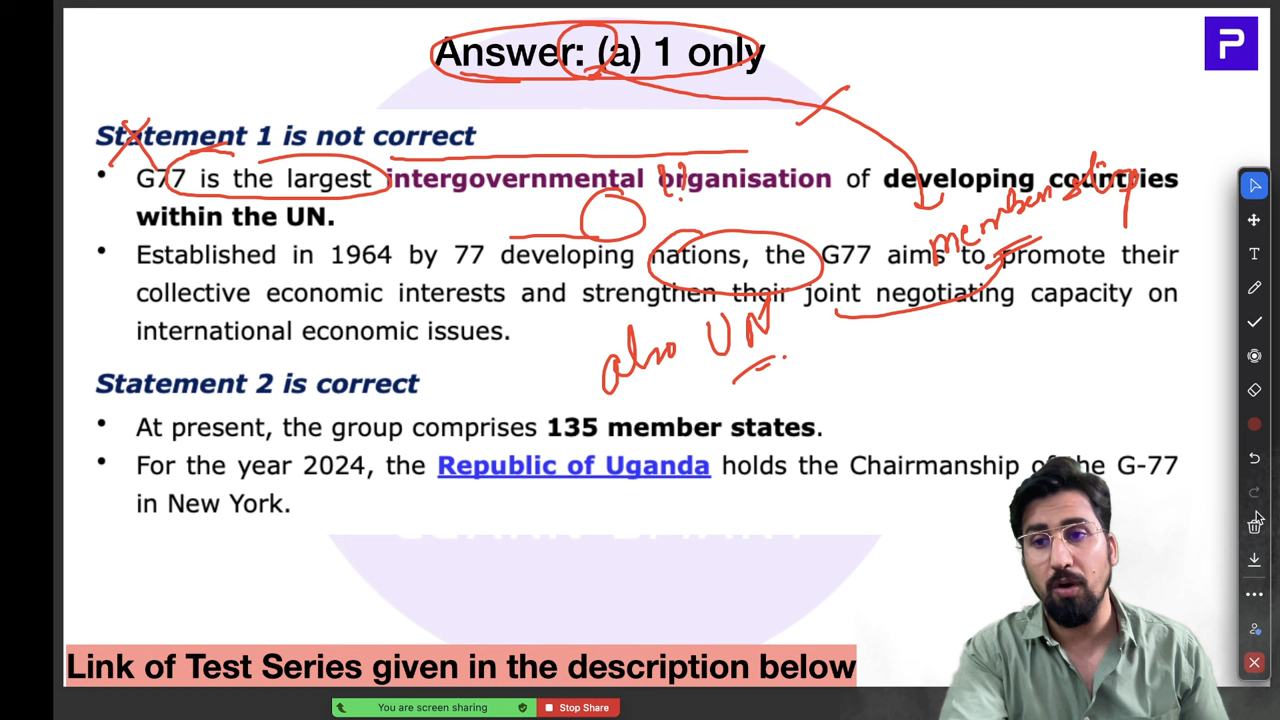 Answer: (a) 1 only
P
Statement 1 is not correct
• G77 is the largest intergovernmental organisation of developing countries
within the UN.
!?
membership
• Established in 1964 by 77 developing nations, the G77 aims to promote their
collective economic interests and strengthen their joint negotiating capacity on
international economic issues.
also UN
Statement 2 is correct
• At present, the group comprises 135 member states.
• For the year 2024, the Republic of Uganda holds the Chairmanship of the G-77
in New York.
Link of Test Series given in the description below
You are screen sharing
Stop Share